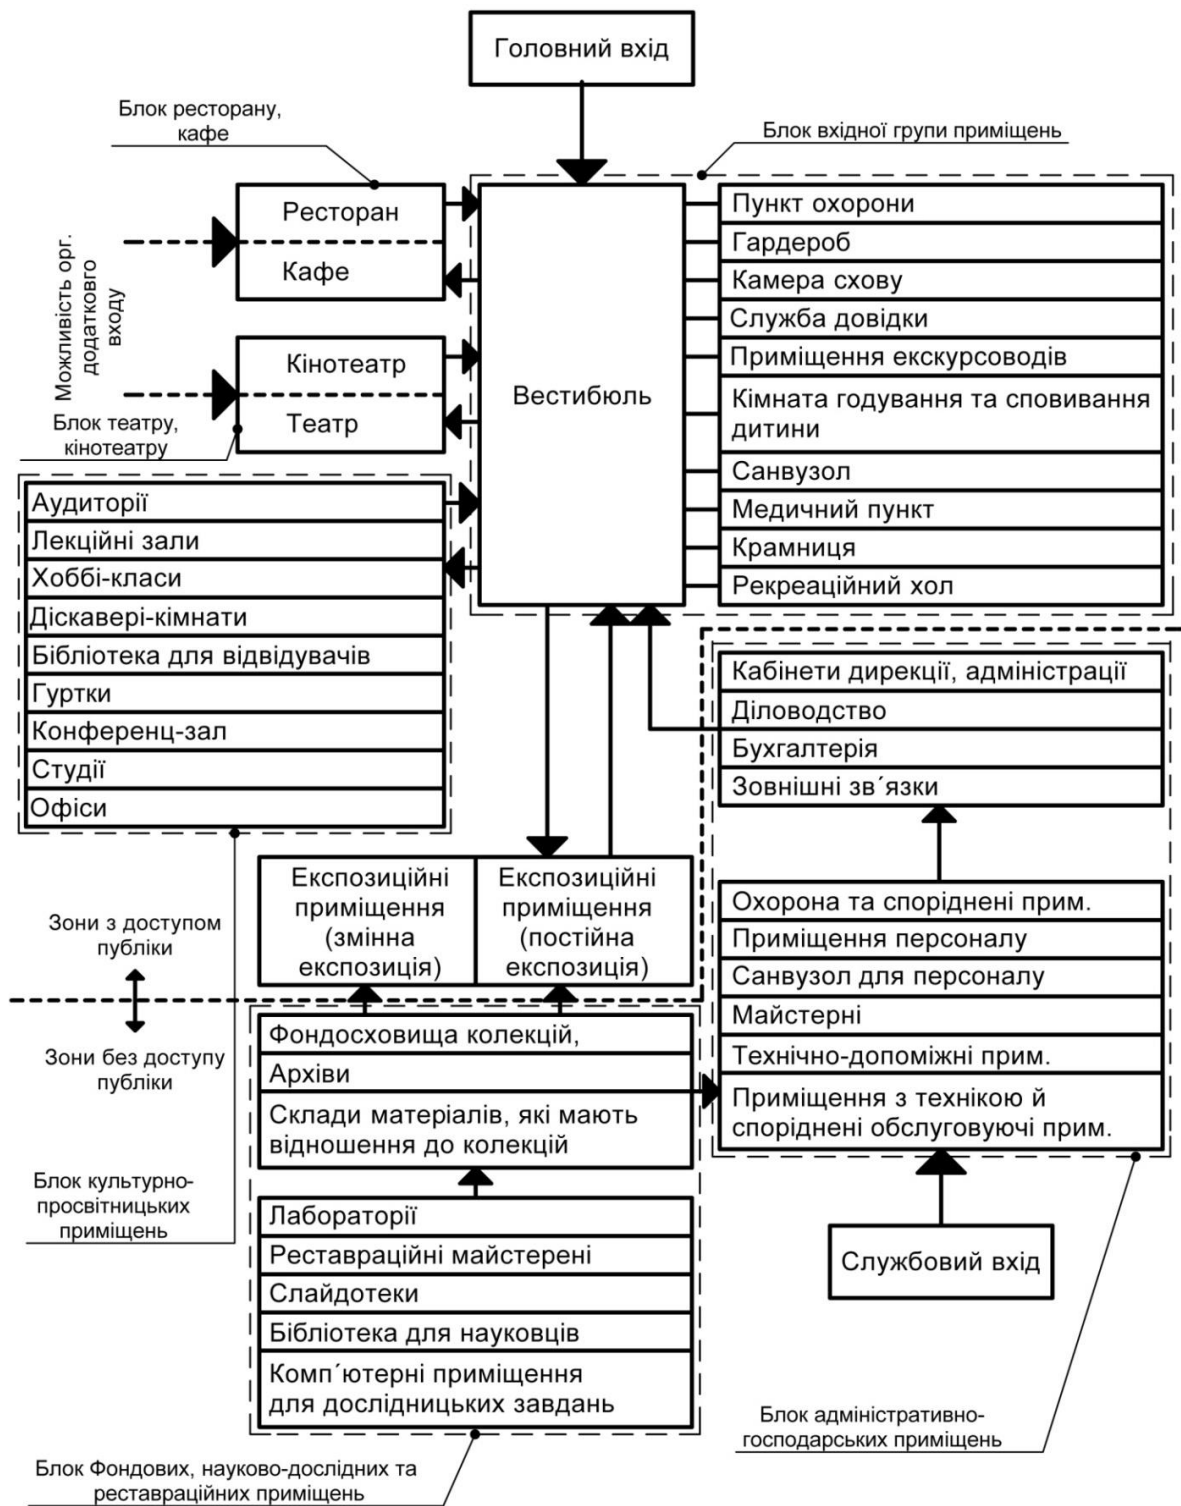 Головний вхід
Блок ресторану,
кафе
Блок вхідної групи приміщень
Ресторан
Кафе
Можливість орг.
додаткового
входу
Кінотеатр
Театр
Блок театру,
кінотеатру
Вестибюль
Пункт охорони
Гардероб
Камера схову
Служба довідки
Приміщення екскурсоводів
Кімната годування та сповивання
дитини
Санвузол
Медичний пункт
Крамниця
Рекреаційний хол
Аудиторії
Лекційні зали
Хоббі-класи
Діскавері-кімнати
Бібліотека для відвідувачів
Гуртки
Конференц-зал
Студії
Офіси
Кабінети дирекції, адміністрації
Діловодство
Бухгалтерія
Зовнішні зв´язки
Експозиційні
приміщення
(змінна
експозиція)
Експозиційні
приміщення
(постійна
експозиція)
Охорона та споріднені прим.
Приміщення персоналу
Санвузол для персоналу
Майстерні
Технічно-допоміжні прим.
Приміщення з технікою й
споріднені обслуговуючі прим.
Зони з доступом
публіки
Зони без доступу
публіки
Фондосховища колекцій,
Архіви
Склади матеріалів, які мають
відношення до колекцій
Блок культурно-
просвітницьких
приміщень
Лабораторії
Реставраційні майстерені
Слайдотеки
Бібліотека для науковців
Комп´ютерні приміщення
для дослідницьких завдань
Службовий вхід
Блок адміністративно-
господарських приміщень
Блок Фондових, науково-дослідних та
реставраційних приміщень